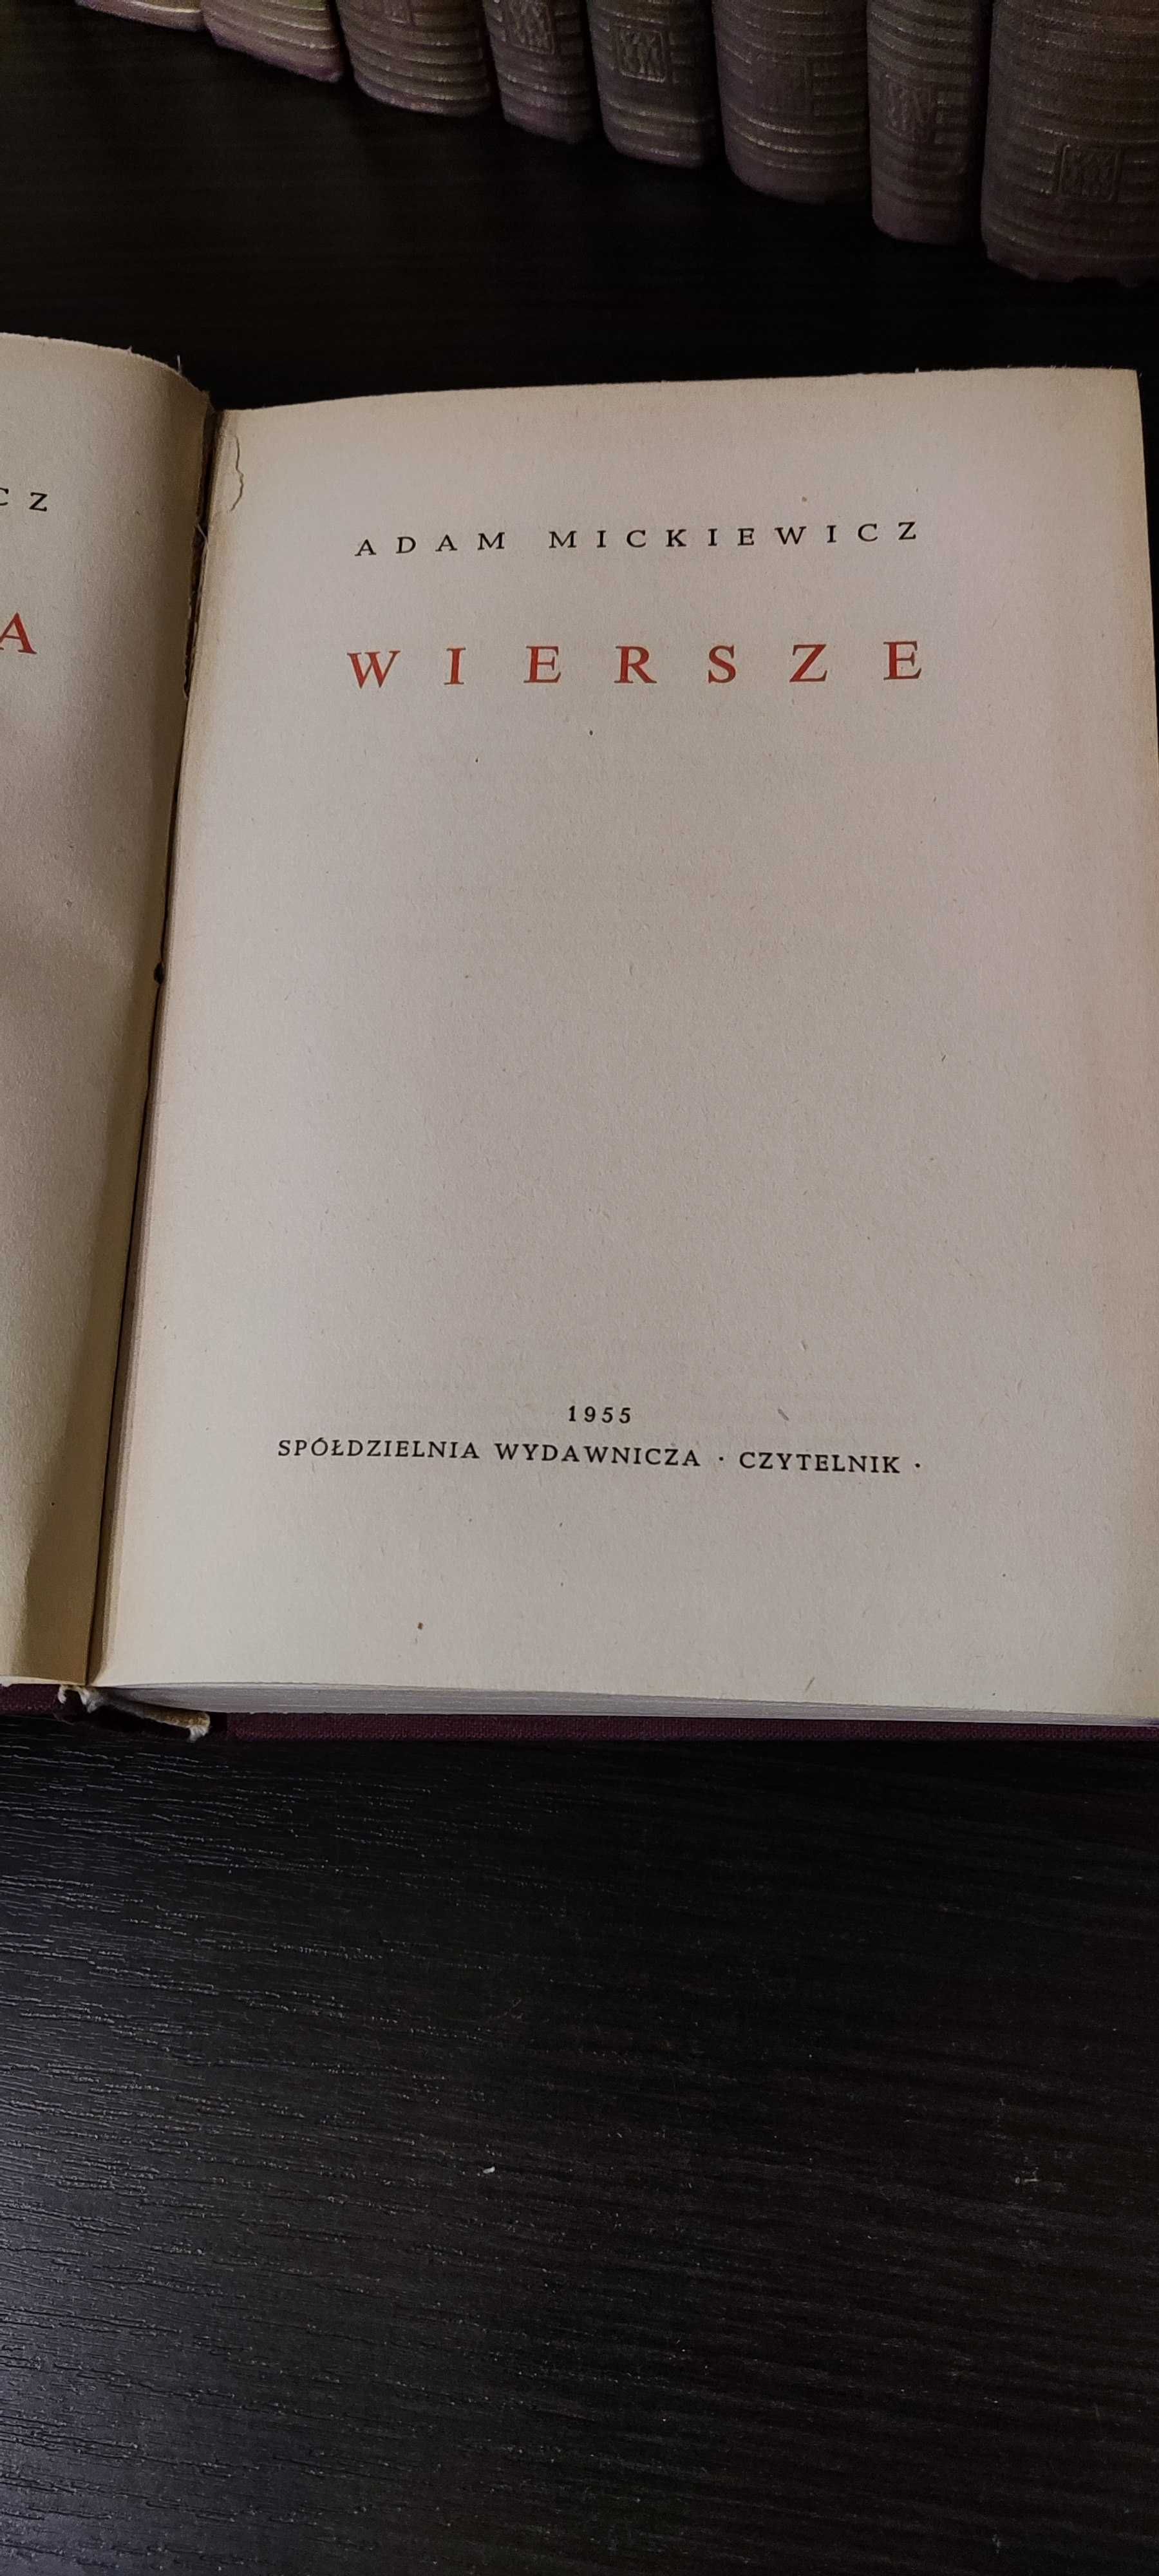 C Z
A
ADAM MICKIEWICZ
WIERSZE
1955
SPÓŁDZIELNIA WYDAWNICZA · CZYTELNIK ·